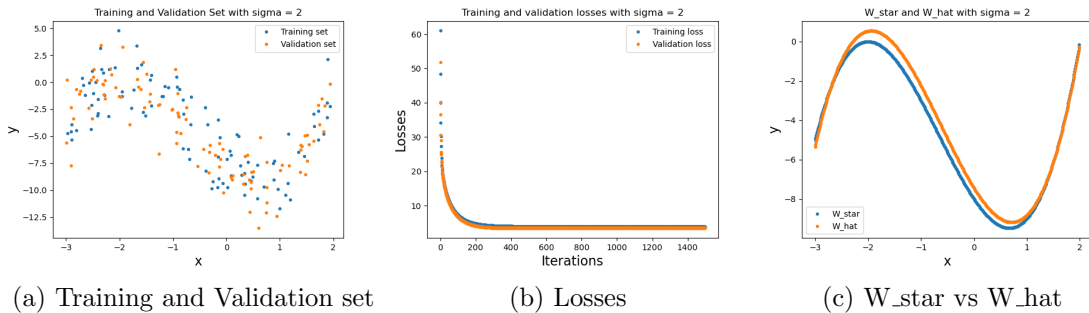 Training and Validation Set with sigma = 2
Training set
Validation set
5.0
2.5
0.0
−2.5
−5.0
−7.5
−10.0
−12.5
y
−3 −2 −1 0 1 2
x
Training and validation losses with sigma = 2
Training loss
Validation loss
60
50
40
30
20
10
Losses
0 200 400 600 800 1000 1200 1400
Iterations
W_star and W_hat with sigma = 2
0
−2
−4
−6
−8
y
W_star
W_hat
−3 −2 −1 0 1 2
x
(a) Training and Validation set
(b) Losses
(c) W_star vs W_hat